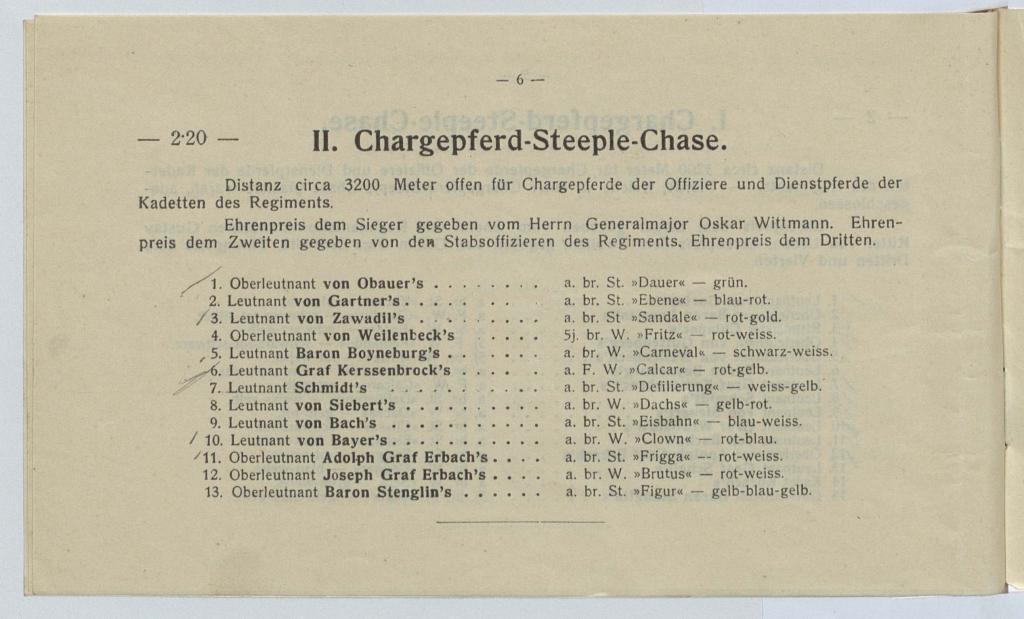 — 6 —
— 2·20 — II. Chargepferd-Steeple-Chase.
Distanz circa 3200 Meter offen für Chargepferde der Offiziere und Dienstpferde der
Kadetten des Regiments.
Ehrenpreis dem Sieger gegeben vom Herrn Generalmajor Oskar Wittmann. Ehren-
preis dem Zweiten gegeben von den Stabsoffizieren des Regiments, Ehrenpreis dem Dritten.
1. Oberleutnant von Obauer's . . . . . . . . a. br. St. »Dauer« — grün.
2. Leutnant von Gartner's . . . . . . . . a. br. St. »Ebene« — blau-rot.
3. Leutnant von Zawadil's . . . . . . . . . a. br. St »Sandale« — rot-gold.
4. Oberleutnant von Weilenbeck's . . . . . 5j. br. W. »Fritz« — rot-weiss.
5. Leutnant Baron Boyneburg's . . . . . . . a. br. W. »Carneval« — schwarz-weiss.
6. Leutnant Graf Kerssenbrock's . . . . . a. F. W. »Calcar« — rot-gelb.
7. Leutnant Schmidt's . . . . . . . . . . . a. br. St. »Defilierung« — weiss-gelb.
8. Leutnant von Siebert's . . . . . . . . . . a. br. W. »Dachs« — gelb-rot.
9. Leutnant von Bach's . . . . . . . . . . . a. br. St. »Eisbahn« — blau-weiss.
10. Leutnant von Bayer's . . . . . . . . . . . a. br. W. »Clown« — rot-blau.
11. Oberleutnant Adolph Graf Erbach's . . . . a. br. St. »Frigga« -- rot-weiss.
12. Oberleutnant Joseph Graf Erbach's . . . . a. br. W. »Brutus« — rot-weiss.
13. Oberleutnant Baron Stenglin's . . . . . . a. br. St. »Figur« — gelb-blau-gelb.